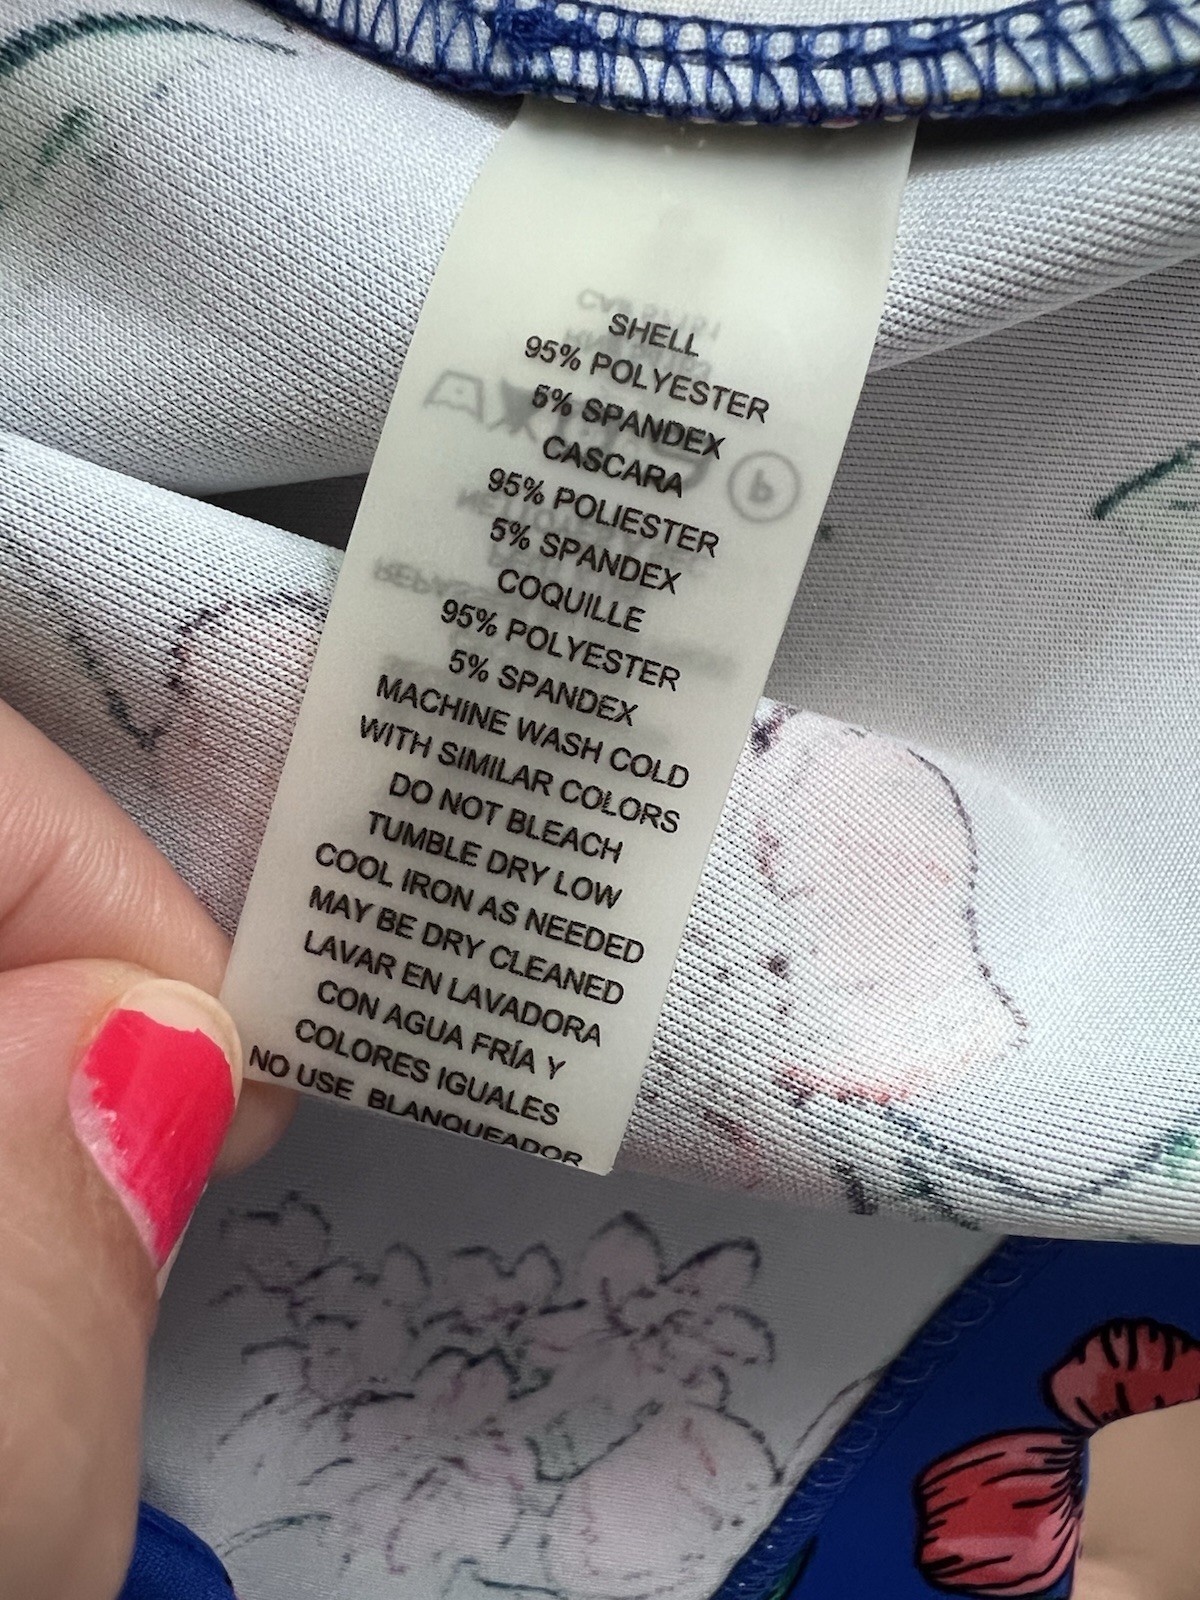 SHELL
95% POLYESTER
5% SPANDEX
CASCARA
95% POLIESTER
5% SPANDEX
COQUILLE
95% POLYESTER
5% SPANDEX
MACHINE WASH COLD
WITH SIMILAR COLORS
DO NOT BLEACH
TUMBLE DRY LOW
COOL IRON AS NEEDED
MAY BE DRY CLEANED
LAVAR EN LAVADORA
CON AGUA FRÍA Y
COLORES IGUALES
NO USE BLANQUEADOR